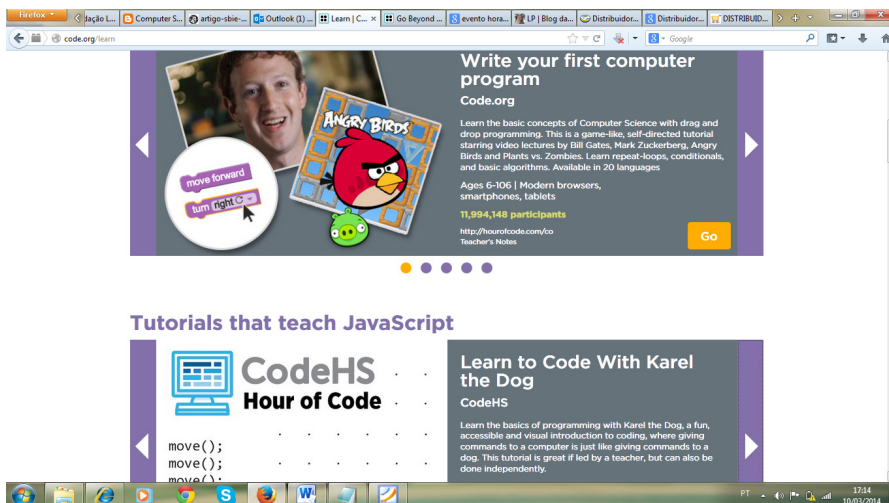 Firefox
dação L...
Computer S...
artigo-sbie-...
Outlook (1) ...
Learn | C...
Go Beyond ...
evento hora...
LP | Blog da...
Distribuidor...
Distribuidor...
DISTRIBUID...
code.org/learn
Google
Write your first computer
program
Code.org
Learn the basic concepts of Computer Science with drag and
drop programming. This is a game-like, self-directed tutorial
starring video lectures by Bill Gates, Mark Zuckerberg, Angry
Birds and Plants vs. Zombies. Learn repeat-loops, conditionals,
and basic algorithms. Available in 20 languages
Ages 6-106 | Modern browsers,
smartphones, tablets
11,994,148 participants
http://hourofcode.com/co
Teacher's Notes
Go
ANGRY BIRDS
move forward
turn right
Tutorials that teach JavaScript
CodeHS
Hour of Code
move();
move();
move();
Learn to Code With Karel
the Dog
CodeHS
Learn the basics of programming with Karel the Dog, a fun,
accessible and visual introduction to coding, where giving
commands to a computer is just like giving commands to a
dog. This tutorial is great if led by a teacher, but can also be
done independently.
PT
17:14
10/03/2014